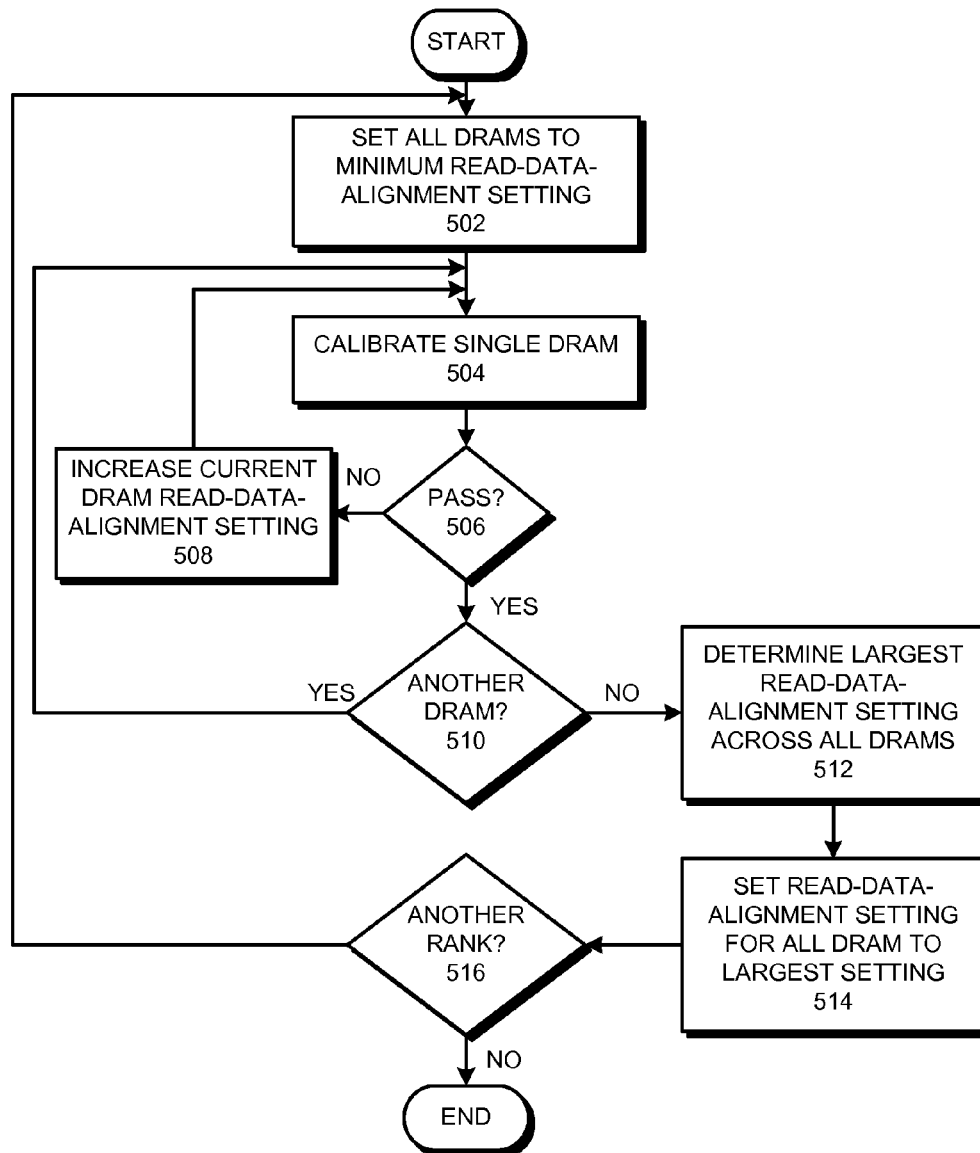 START
SET ALL DRAMS TO
MINIMUM READ-DATA-
ALIGNMENT SETTING
502
CALIBRATE SINGLE DRAM
504
INCREASE CURRENT
DRAM READ-DATA-
ALIGNMENT SETTING
508
NO
PASS?
506
YES
YES
ANOTHER
DRAM?
510
NO
DETERMINE LARGEST
READ-DATA-
ALIGNMENT SETTING
ACROSS ALL DRAMS
512
SET READ-DATA-
ALIGNMENT SETTING
FOR ALL DRAM TO
LARGEST SETTING
514
ANOTHER
RANK?
516
NO
END